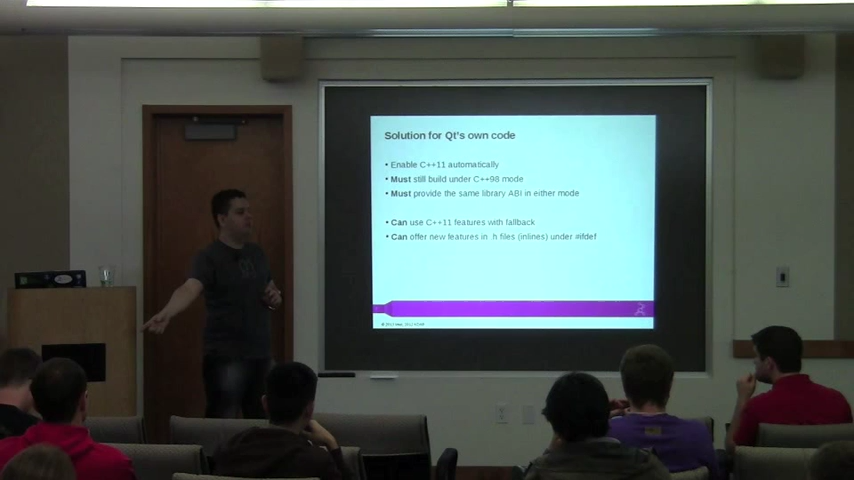 Solution for Qt's own code
• Enable C++11 automatically
• Must still build under C++98 mode
• Must provide the same library ABI in either mode
• Can use C++11 features with fallback
• Can offer new features in .h files (inlines) under #ifdef